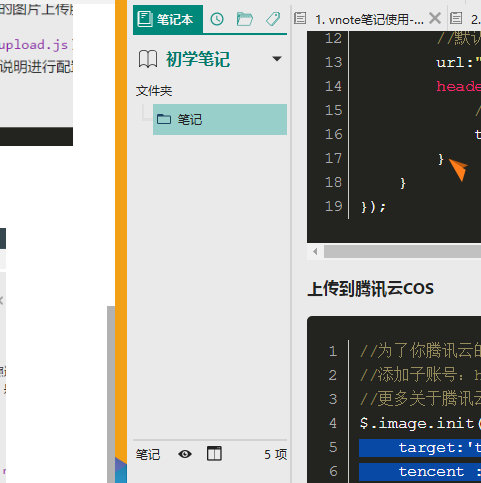 的图片上传
upload.js
说明进行配
笔记本
初学笔记
文件夹
笔记
笔记
5 项
1. vnote笔记使用-
2.
12 //默认
13 url:"
14 heade
15 /
16 t
17 }
18 }
19 });
上传到腾讯云COS
1 //为了你腾讯云的
2 //添加子账号：h
3 //更多关于腾讯云
4 $.image.init(
5 target:'t
6 tencent :